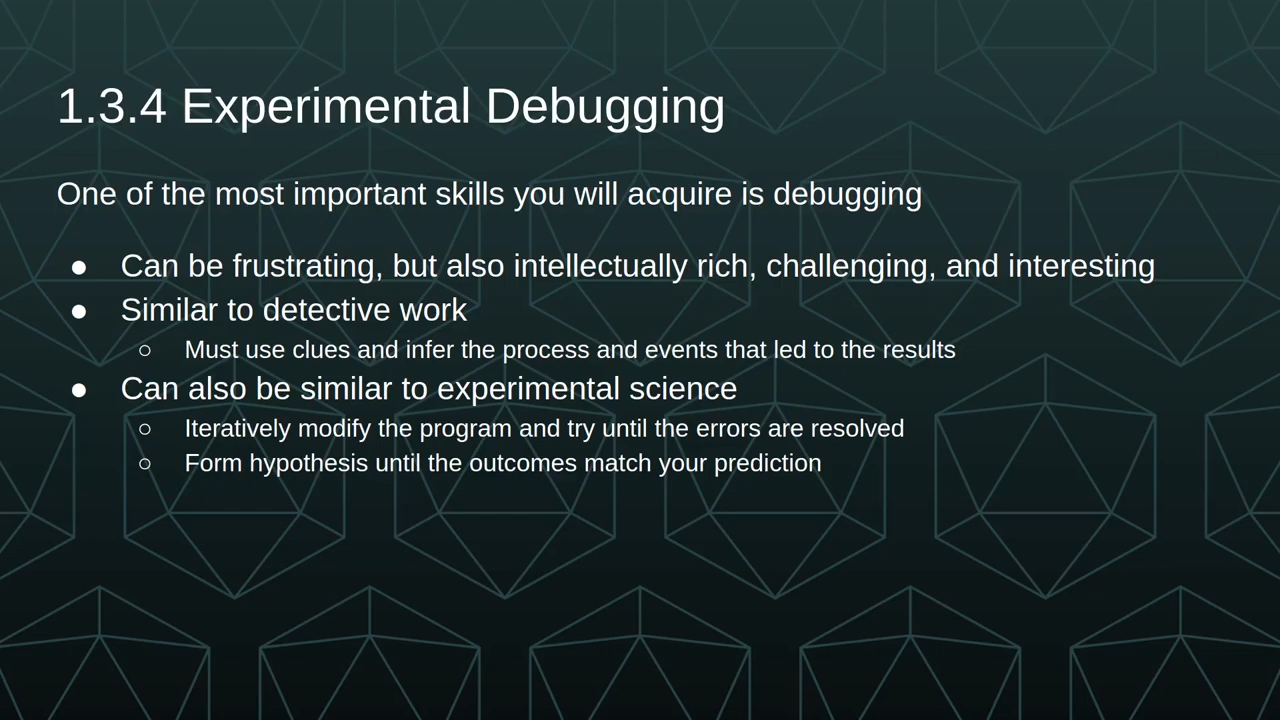 1.3.4 Experimental Debugging
One of the most important skills you will acquire is debugging
● Can be frustrating, but also intellectually rich, challenging, and interesting
● Similar to detective work
○ Must use clues and infer the process and events that led to the results
● Can also be similar to experimental science
○ Iteratively modify the program and try until the errors are resolved
○ Form hypothesis until the outcomes match your prediction